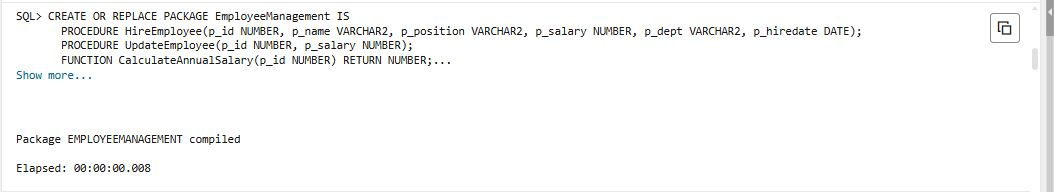 SQL> CREATE OR REPLACE PACKAGE EmployeeManagement IS
PROCEDURE HireEmployee(p_id NUMBER, p_name VARCHAR2, p_position VARCHAR2, p_salary NUMBER, p_dept VARCHAR2, p_hiredate DATE);
PROCEDURE UpdateEmployee(p_id NUMBER, p_salary NUMBER);
FUNCTION CalculateAnnualSalary(p_id NUMBER) RETURN NUMBER;...
Show more...
Package EMPLOYEEMANAGEMENT compiled
Elapsed: 00:00:00.008